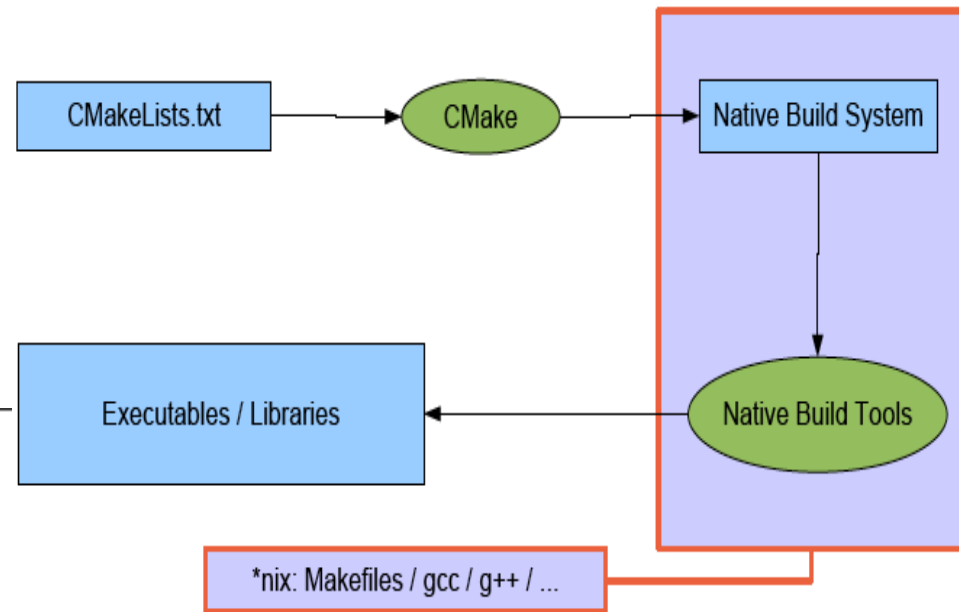 CMakeLists.txt
CMake
Native Build System
Executables / Libraries
Native Build Tools
*nix: Makefiles / gcc / g++ / ...